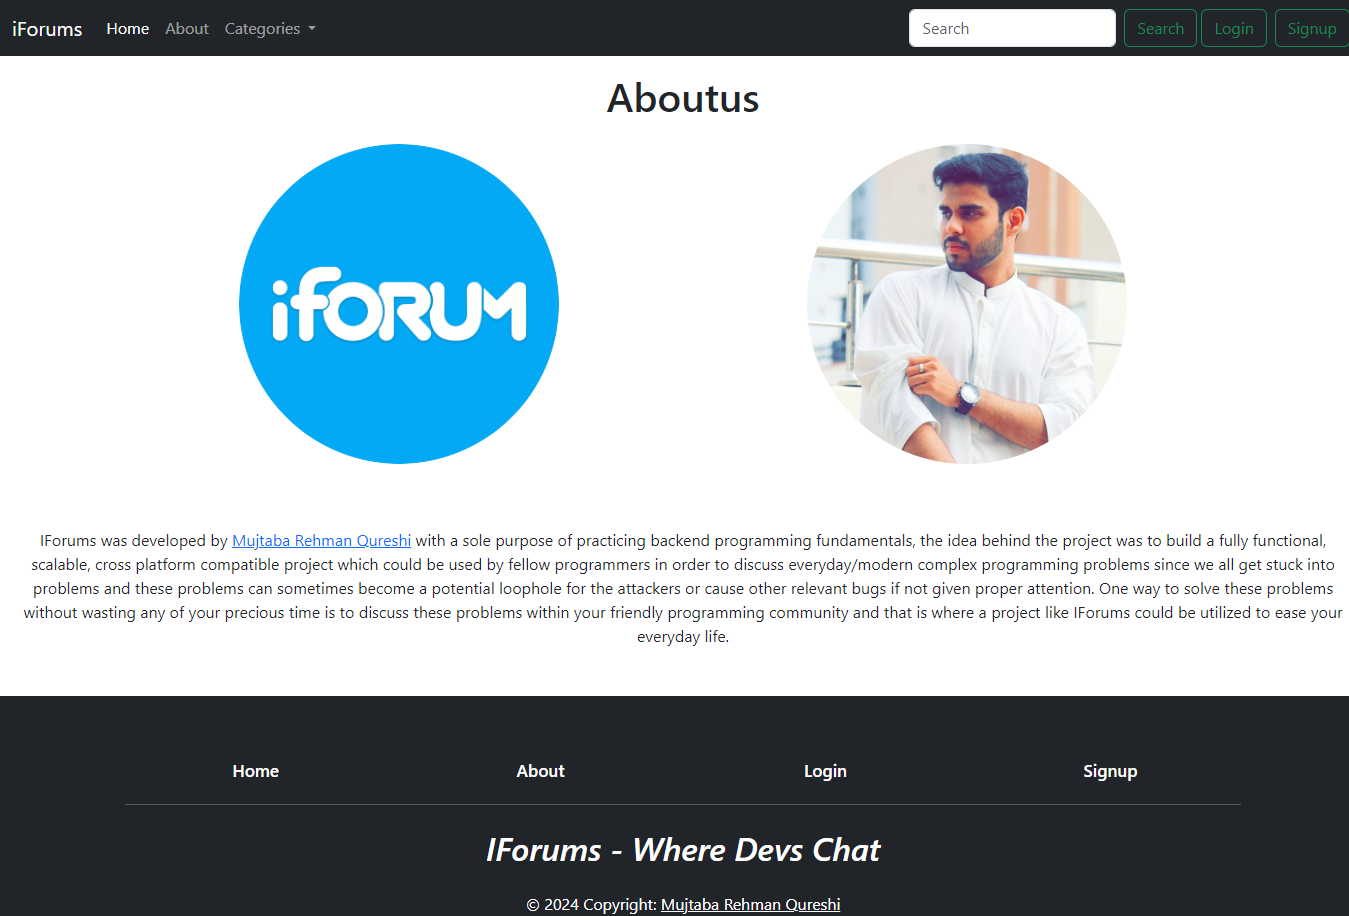 iForums Home About Categories Search Search Login Signup
Aboutus
iFORUM
IForums was developed by Mujtaba Rehman Qureshi with a sole purpose of practicing backend programming fundamentals, the idea behind the project was to build a fully functional,
scalable, cross platform compatible project which could be used by fellow programmers in order to discuss everyday/modern complex programming problems since we all get stuck into
problems and these problems can sometimes become a potential loophole for the attackers or cause other relevant bugs if not given proper attention. One way to solve these problems
without wasting any of your precious time is to discuss these problems within your friendly programming community and that is where a project like IForums could be utilized to ease your
everyday life.
Home About Login Signup
IForums - Where Devs Chat
© 2024 Copyright: Mujtaba Rehman Qureshi